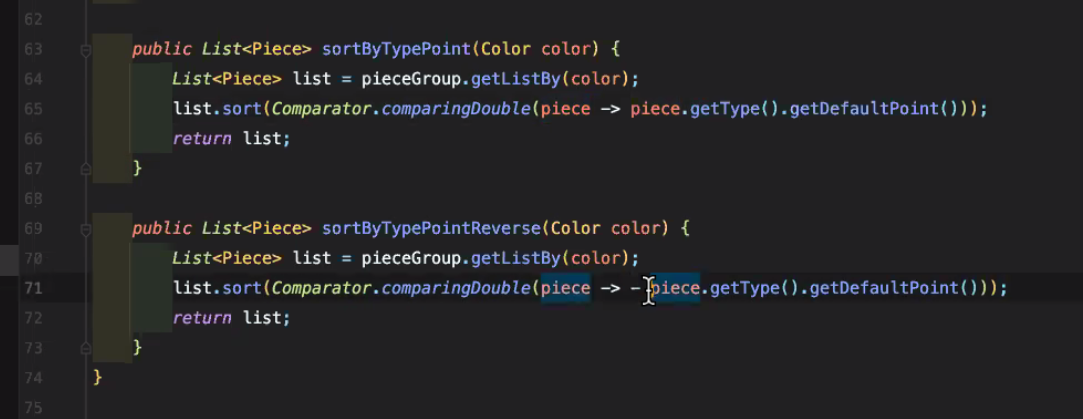 62
63 public List<Piece> sortByTypePoint(Color color) {
64 List<Piece> list = pieceGroup.getListBy(color);
65 list.sort(Comparator.comparingDouble(piece -> piece.getType().getDefaultPoint()));
66 return list;
67 }
68
69 public List<Piece> sortByTypePointReverse(Color color) {
70 List<Piece> list = pieceGroup.getListBy(color);
71 list.sort(Comparator.comparingDouble(piece -> -piece.getType().getDefaultPoint()));
72 return list;
73 }
74 }
75